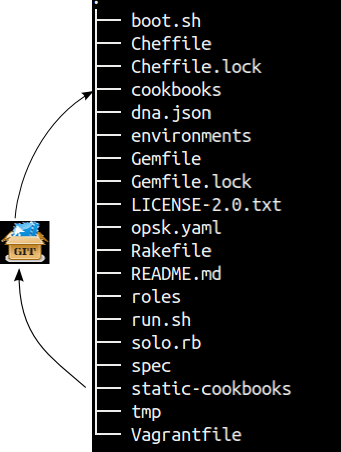 .
boot.sh
Cheffile
Cheffile.lock
cookbooks
dna.json
environments
Gemfile
Gemfile.lock
LICENSE-2.0.txt
opsk.yaml
Rakefile
README.md
roles
run.sh
solo.rb
spec
static-cookbooks
tmp
Vagrantfile
GIT